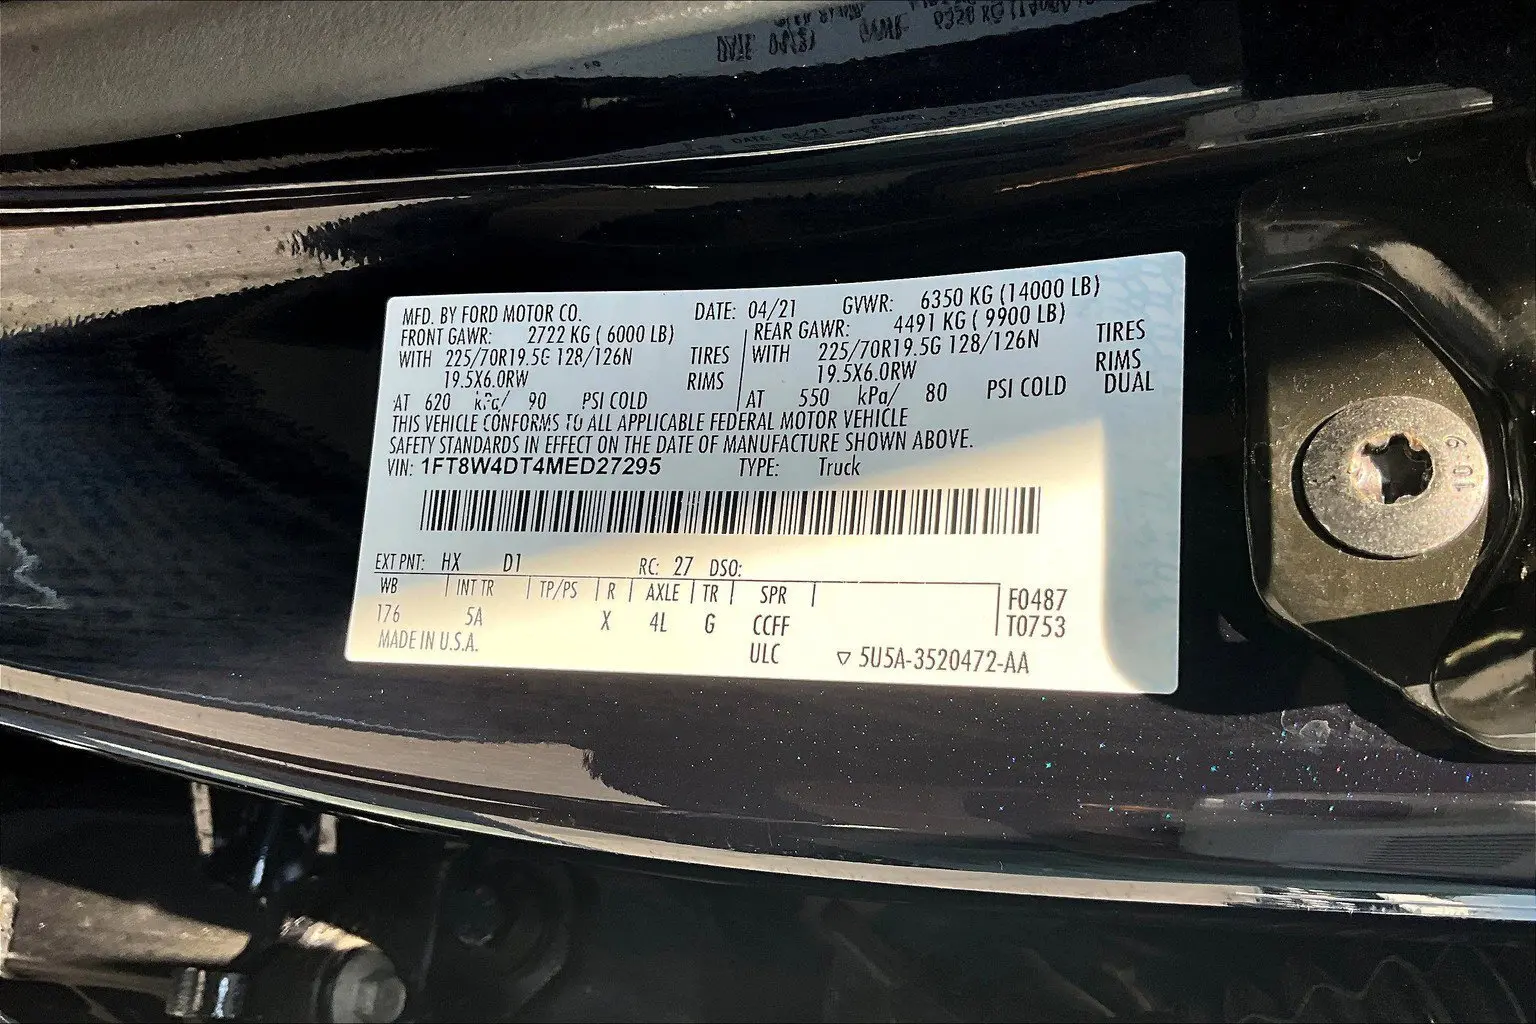 MFD. BY FORD MOTOR CO. DATE: 04/21 GVWR: 6350 KG (14000 LB)
FRONT GAWR: 2722 KG ( 6000 LB) REAR GAWR: 4491 KG ( 9900 LB)
WITH 225/70R19.5G 128/126N TIRES WITH 225/70R19.5G 128/126N TIRES
19.5X6.0RW RIMS 19.5X6.0RW RIMS
AT 620 kPa/ 90 PSI COLD AT 550 kPa/ 80 PSI COLD DUAL
THIS VEHICLE CONFORMS TO ALL APPLICABLE FEDERAL MOTOR VEHICLE
SAFETY STANDARDS IN EFFECT ON THE DATE OF MANUFACTURE SHOWN ABOVE.
VIN: 1FT8W4DT4MED27295 TYPE: Truck
EXT PNT: HX D1 RC: 27 DSO:
WB INT TR TP/PS R AXLE TR SPR F0487
176 5A X 4L G CCFF T0753
MADE IN U.S.A. ULC ▽ 5U5A-3520472-AA
10.9